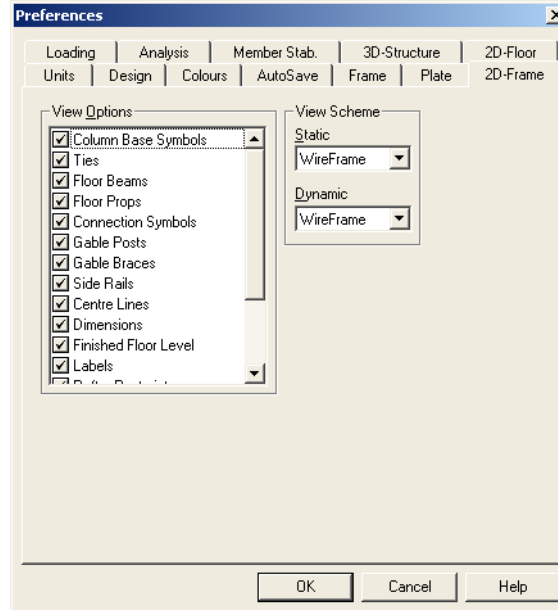 Preferences
Loading Analysis Member Stab. 3D-Structure 2D-Floor
Units Design Colours AutoSave Frame Plate 2D-Frame
View Options
Column Base Symbols
Ties
Floor Beams
Floor Props
Connection Symbols
Gable Posts
Gable Braces
Side Rails
Centre Lines
Dimensions
Finished Floor Level
Labels
View Scheme
Static
WireFrame
Dynamic
WireFrame
OK Cancel Help